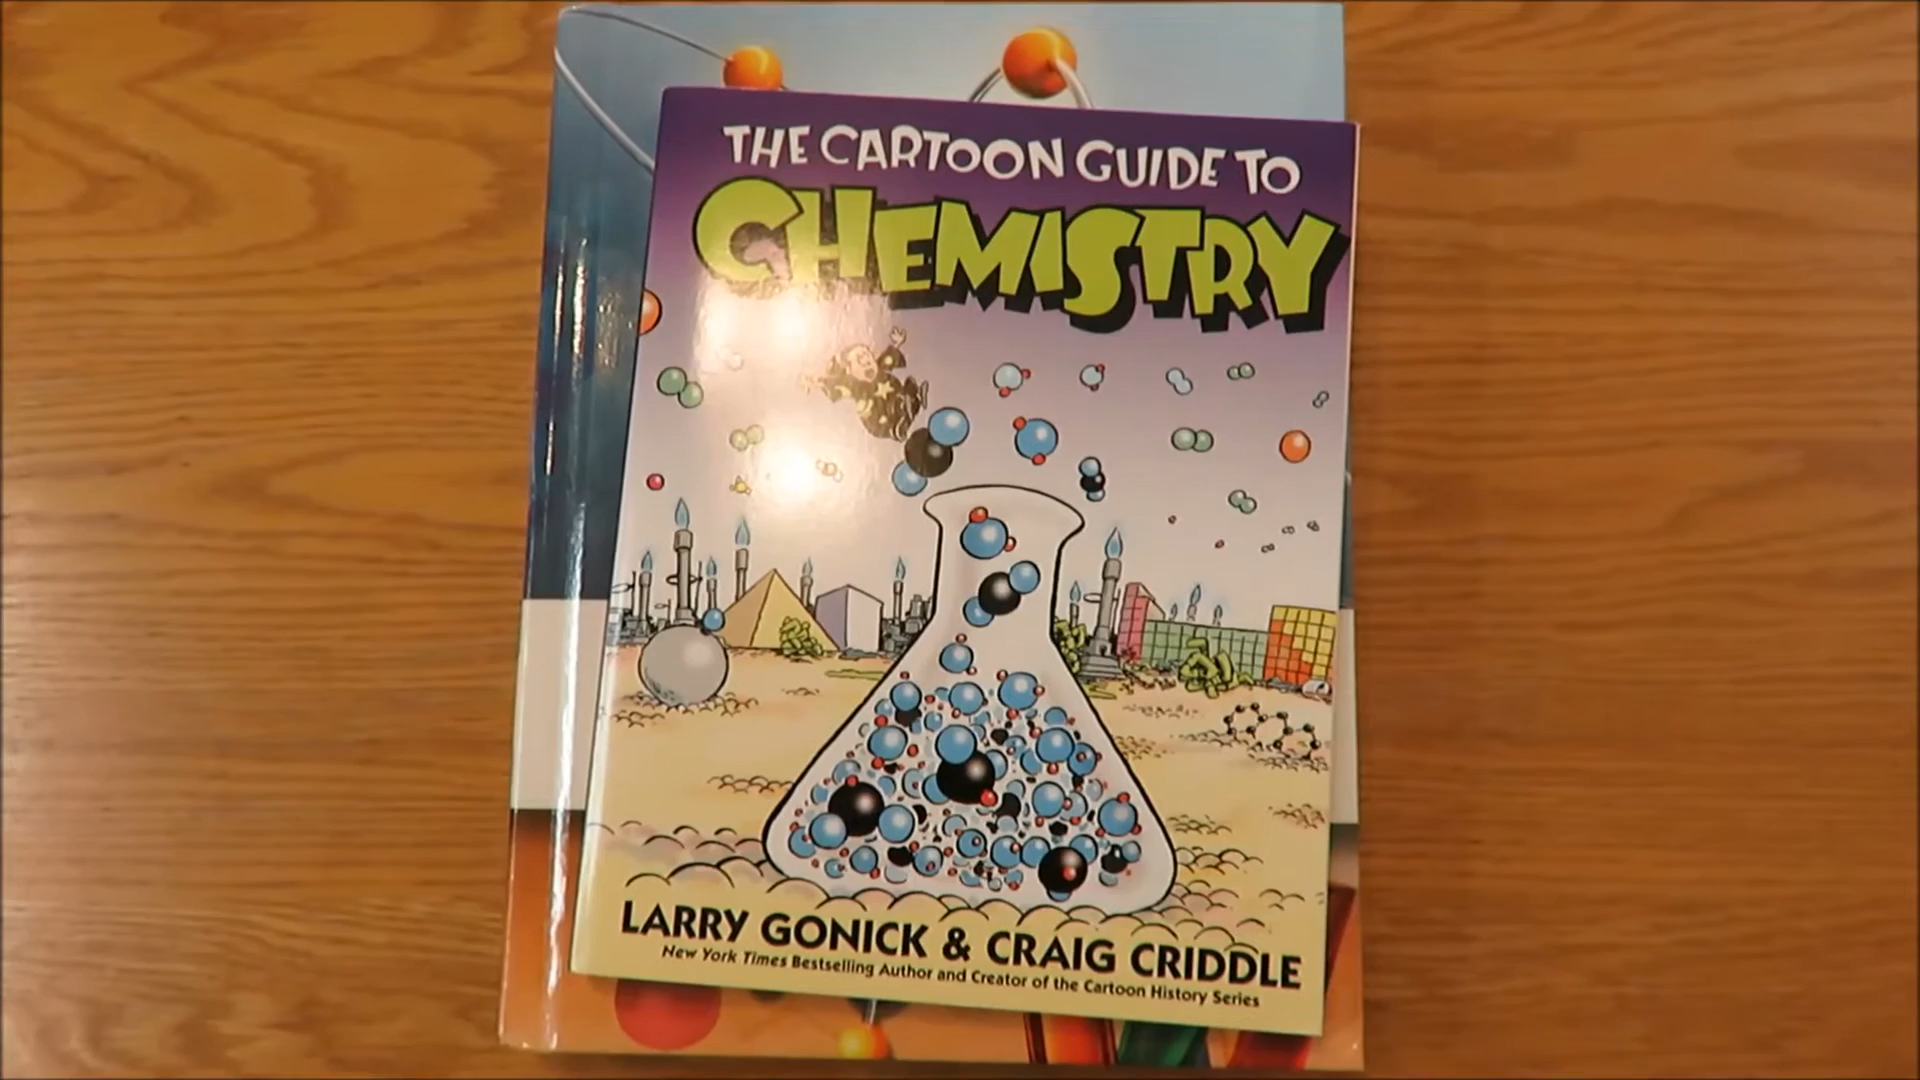 THE CARTOON GUIDE TO
CHEMISTRY
LARRY GONICK & CRAIG CRIDDLE
New York Times Bestselling Author and Creator of the Cartoon History Series